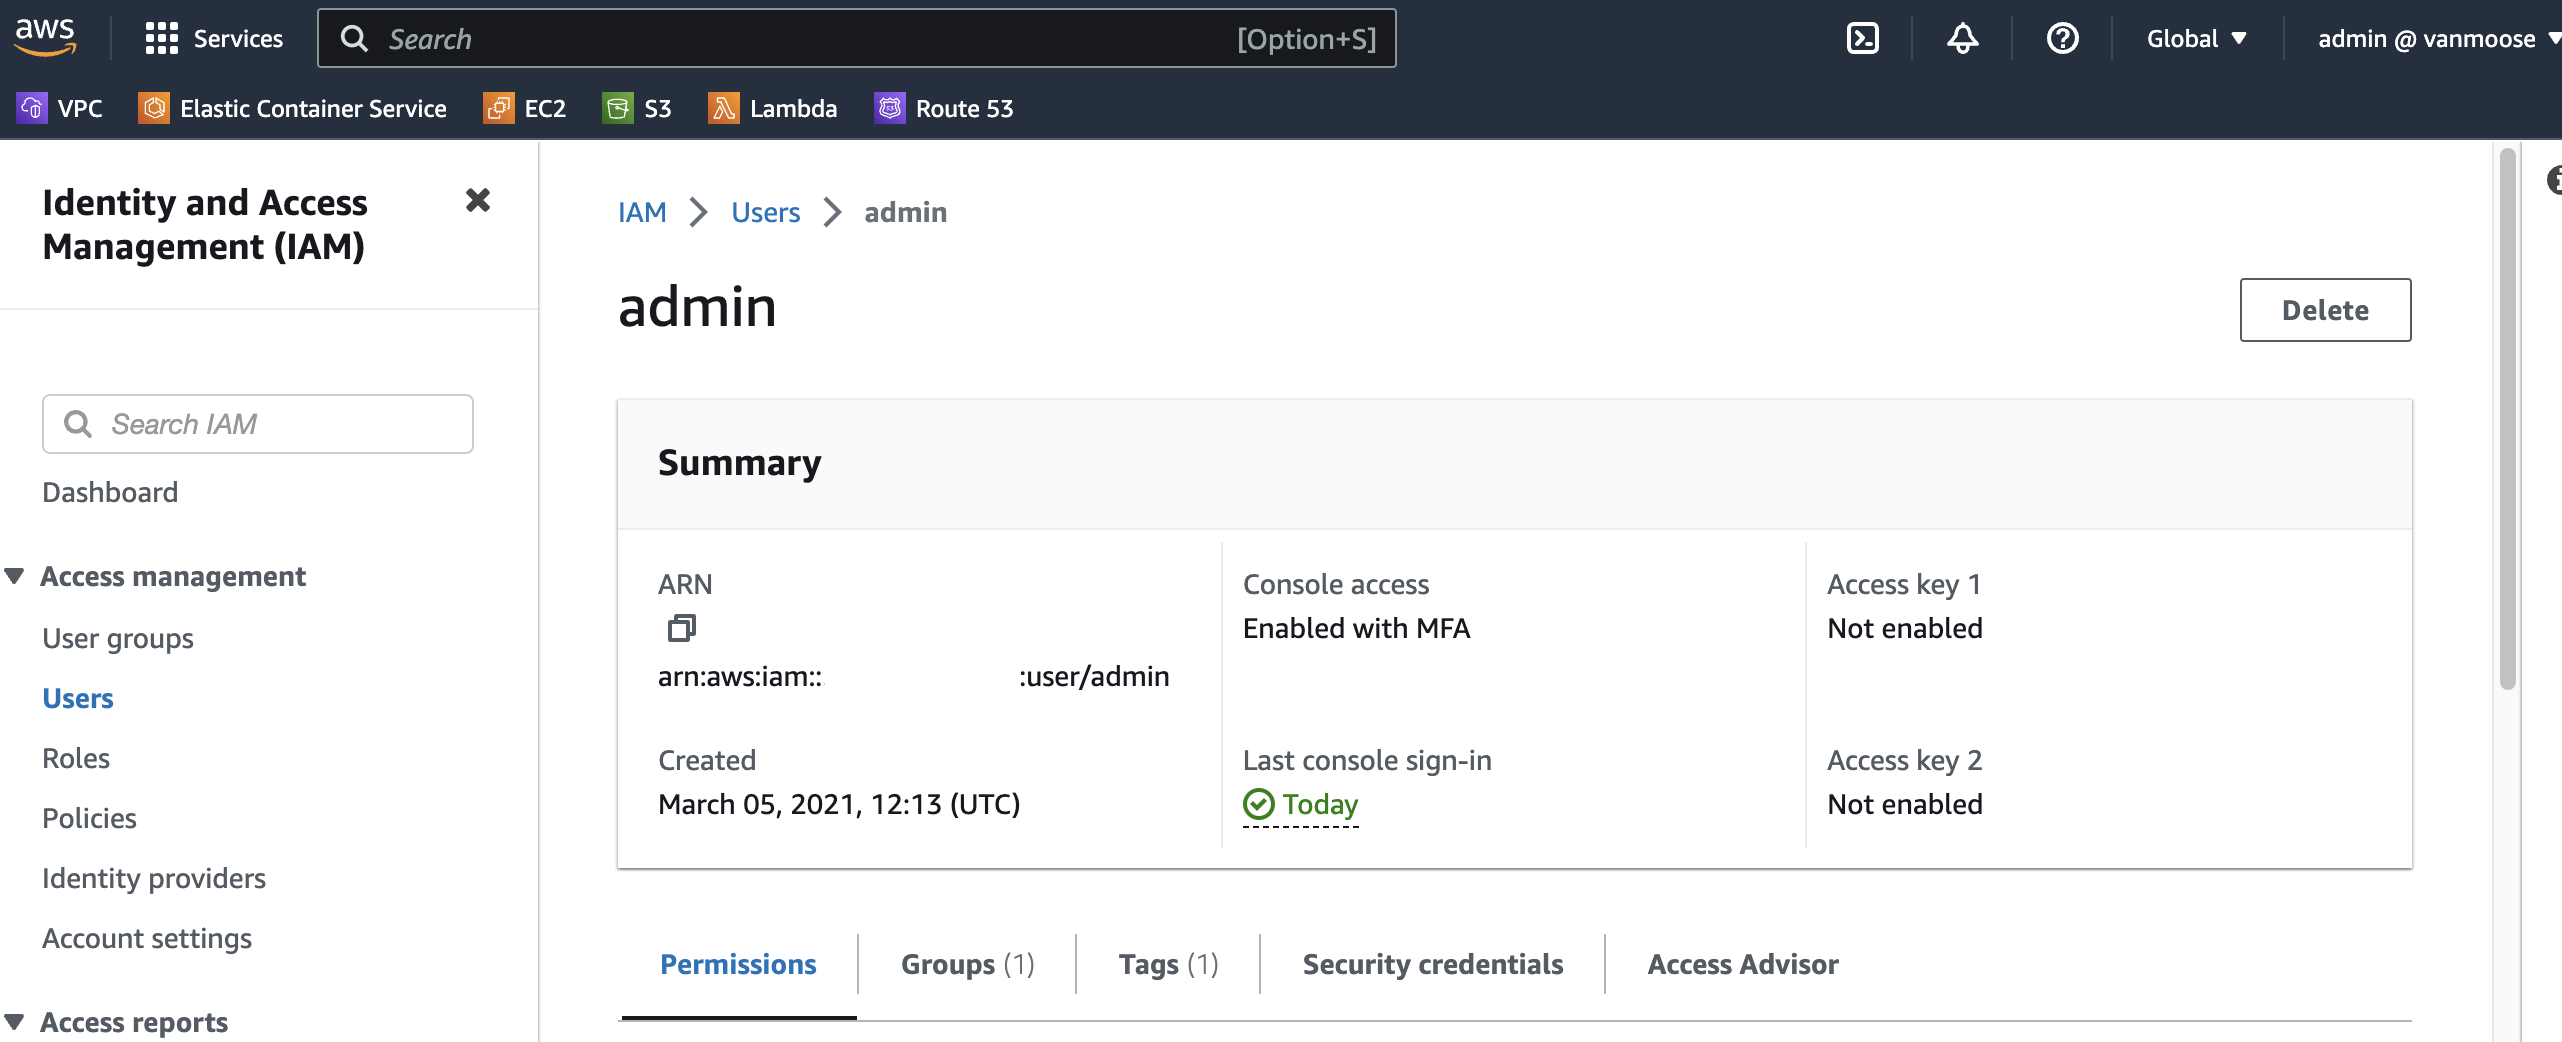 aws Services Search [Option+S] Global admin @ vanmoose
VPC Elastic Container Service EC2 S3 Lambda Route 53
Identity and Access
Management (IAM)
Search IAM
Dashboard
Access management
User groups
Users
Roles
Policies
Identity providers
Account settings
Access reports
IAM Users admin
admin
Delete
Summary
ARN
arn:aws:iam:: :user/admin
Created
March 05, 2021, 12:13 (UTC)
Console access
Enabled with MFA
Last console sign-in
Today
Access key 1
Not enabled
Access key 2
Not enabled
Permissions Groups (1) Tags (1) Security credentials Access Advisor